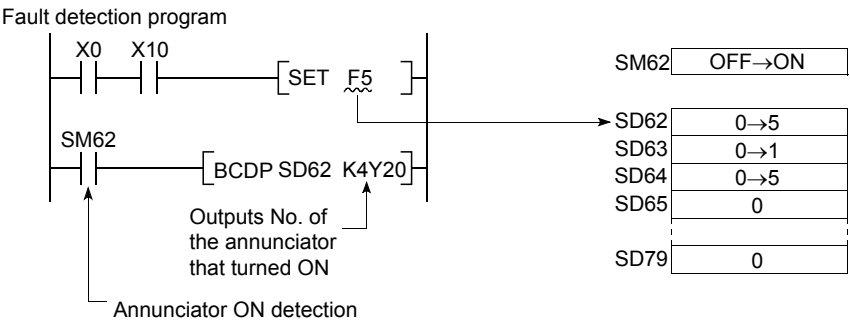 Fault detection program
X0 X10
SET F5
SM62
BCDP SD62 K4Y20
Outputs No. of
the annunciator
that turned ON
Annunciator ON detection
SM62 OFF→ON
SD62 0→5
SD63 0→1
SD64 0→5
SD65 0
SD79 0